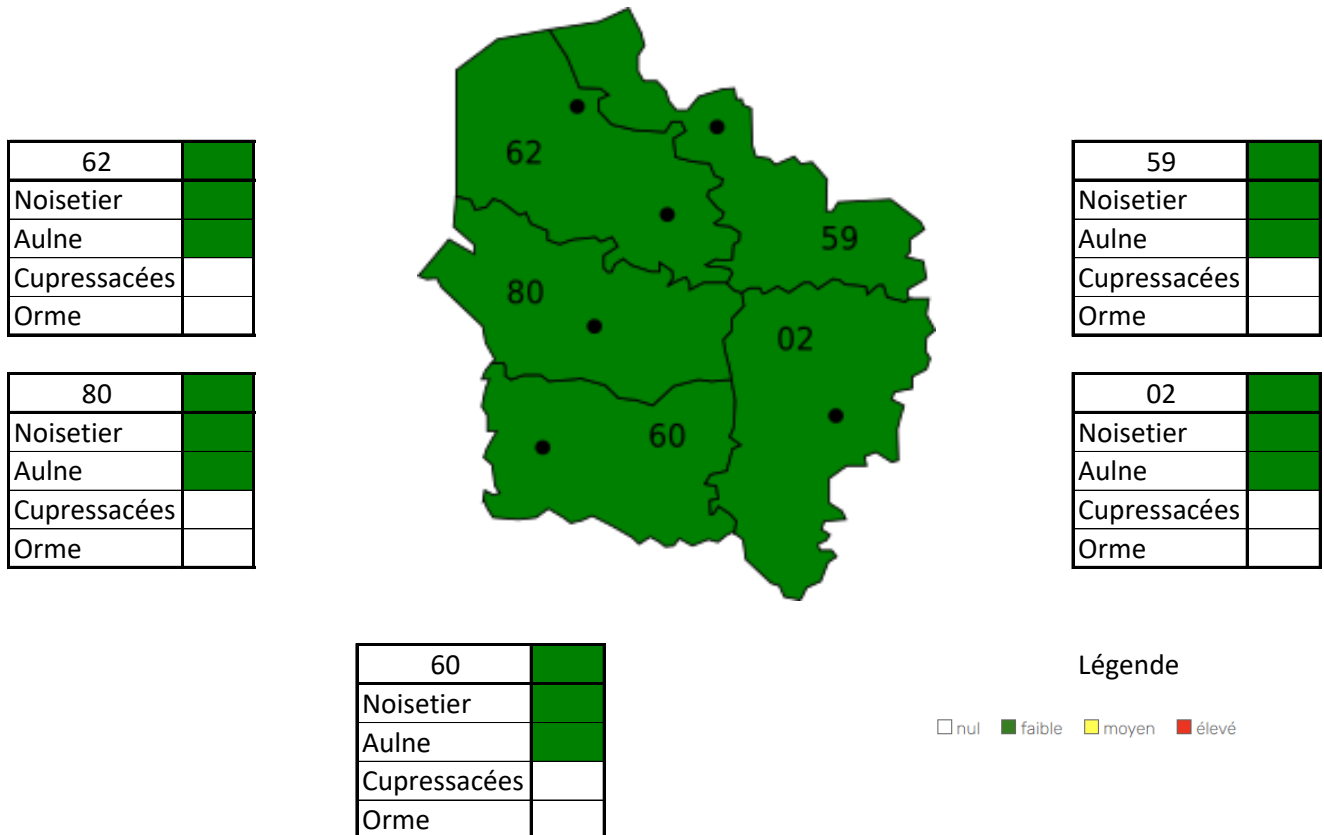 62
Noisetier
Aulne
Cupressacées
Orme
80
Noisetier
Aulne
Cupressacées
Orme
62
59
80
02
60
59
Noisetier
Aulne
Cupressacées
Orme
02
Noisetier
Aulne
Cupressacées
Orme
60
Noisetier
Aulne
Cupressacées
Orme
Légende
nul faible moyen élevé